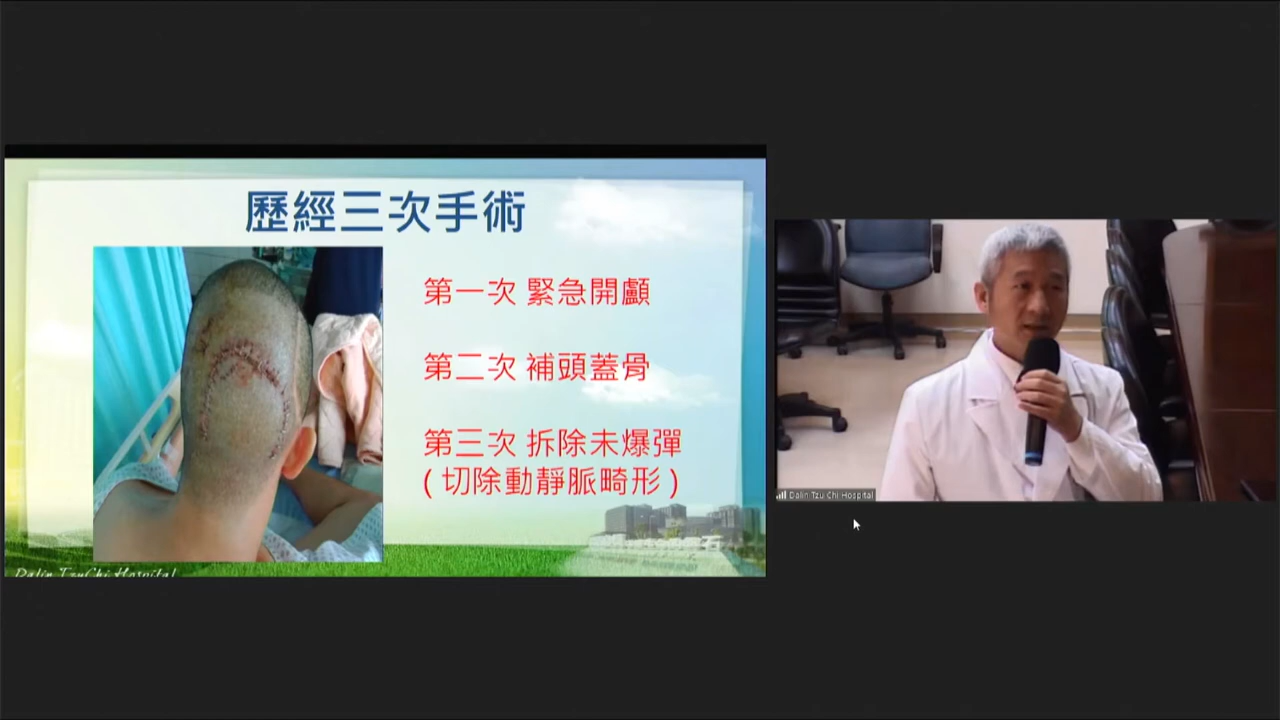 歷經三次手術
第一次 緊急開顱
第二次 補頭蓋骨
第三次 拆除未爆彈
( 切除動靜脈畸形 )
Dalin TzuChi Hospital
Dalin Tzu Chi Hospital